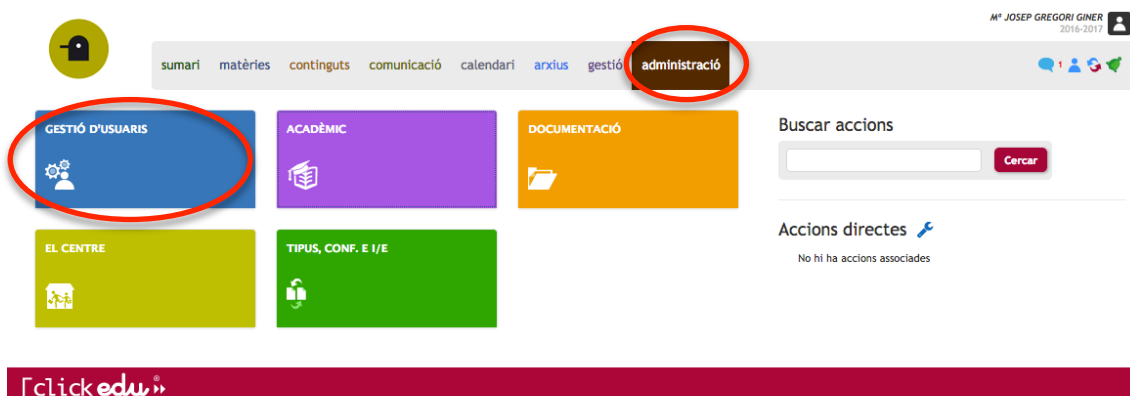 Mª JOSEP GREGORI GINER
2016-2017
sumari matèries continguts comunicació calendari arxius gestió administració
1
GESTIÓ D'USUARIS ACADÈMIC DOCUMENTACIÓ
Buscar accions
Cercar
Accions directes
No hi ha accions associades
EL CENTRE TIPUS, CONF. E I/E
clickedu®